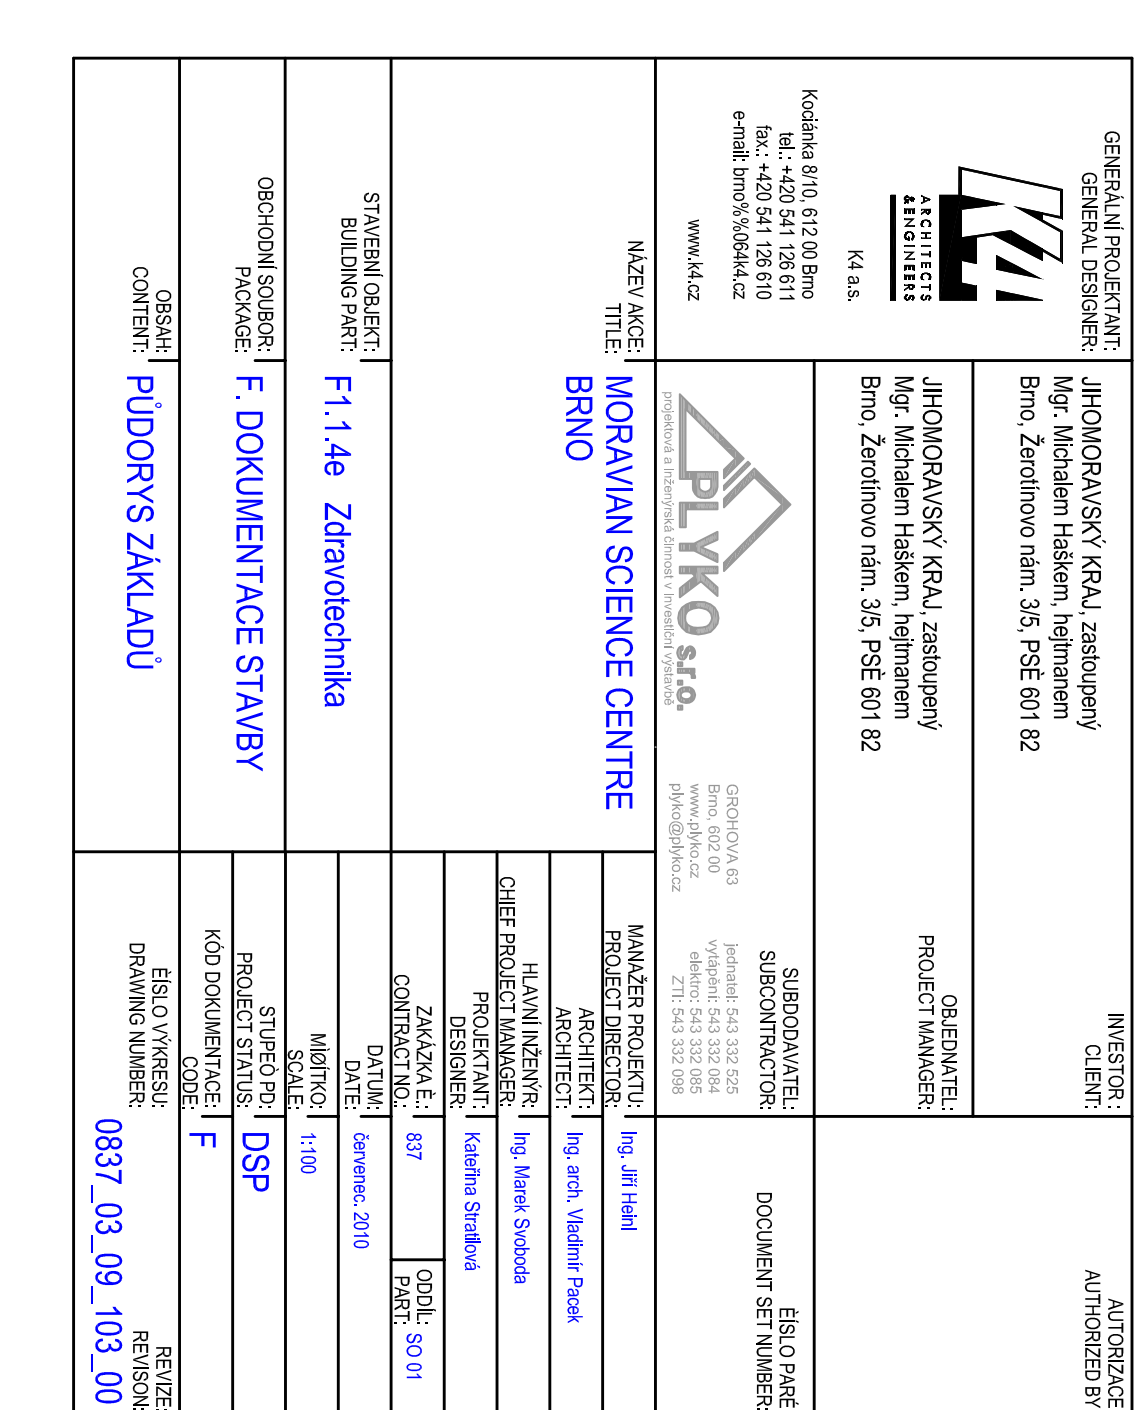 GENERÁLNÍ PROJEKTANT:
GENERAL DESIGNER:
K4
ARCHITECTS
&ENGINEERS
K4 a.s.
Kociánka 8/10, 612 00 Brno
tel.: +420 541 126 611
fax.: +420 541 126 610
e-mail: brno%%064k4.cz
www.k4.cz
INVESTOR :
CLIENT:
JIHOMORAVSKÝ KRAJ, zastoupený
Mgr. Michalem Haškem, hejtmanem
Brno, Žerotínovo nám. 3/5, PSÈ 601 82
AUTORIZACE
AUTHORIZED BY
OBJEDNATEL:
PROJECT MANAGER:
JIHOMORAVSKÝ KRAJ, zastoupený
Mgr. Michalem Haškem, hejtmanem
Brno, Žerotínovo nám. 3/5, PSÈ 601 82
SUBDODAVATEL:
SUBCONTRACTOR:
PLYKO s.r.o.
projektová a inženýrská činnost v investiční výstavbě
GROHOVA 63
Brno, 602 00
www.plyko.cz
plyko@plyko.cz
jednatel: 543 332 525
vytápění: 543 332 084
elektro: 543 332 085
ZTI: 543 332 098
ÈÍSLO PARÉ
DOCUMENT SET NUMBER:
NÁZEV AKCE:
TITLE:
MORAVIAN SCIENCE CENTRE
BRNO
MANAŽER PROJEKTU:
PROJECT DIRECTOR:
Ing. Jiří Heinl
ARCHITEKT:
ARCHITECT:
Ing. arch. Vladimír Pacek
HLAVNÍ INŽENÝR:
CHIEF PROJECT MANAGER:
Ing. Marek Svoboda
PROJEKTANT:
DESIGNER:
Kateřina Stratilová
ZAKÁZKA È.:
CONTRACT NO.:
837
ODDÍL:
PART:
SO 01
STAVEBNÍ OBJEKT:
BUILDING PART:
F1.1.4e Zdravotechnika
DATUM:
DATE:
červenec. 2010
MÌØÍTKO:
SCALE:
1:100
OBCHODNÍ SOUBOR:
PACKAGE:
F. DOKUMENTACE STAVBY
STUPEÒ PD:
PROJECT STATUS:
DSP
KÓD DOKUMENTACE:
CODE:
F
OBSAH:
CONTENT:
PŮDORYS ZÁKLADŮ
ÈÍSLO VÝKRESU:
DRAWING NUMBER:
0837_03_09_103_00
REVIZE:
REVISON: